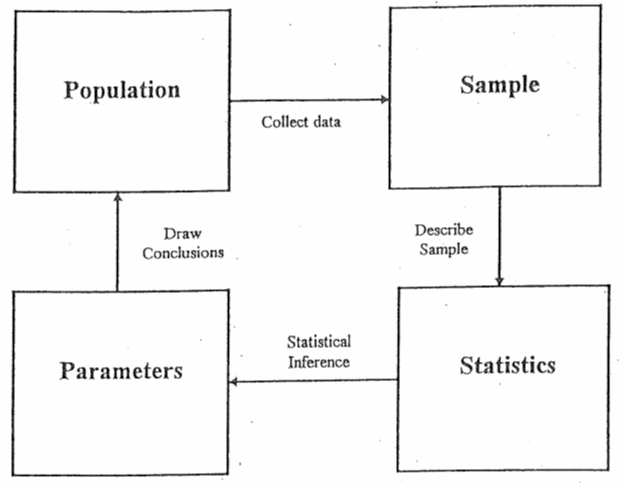 Population
Sample
Collect data
Draw
Conclusions
Describe
Sample
Parameters
Statistical
Inference
Statistics